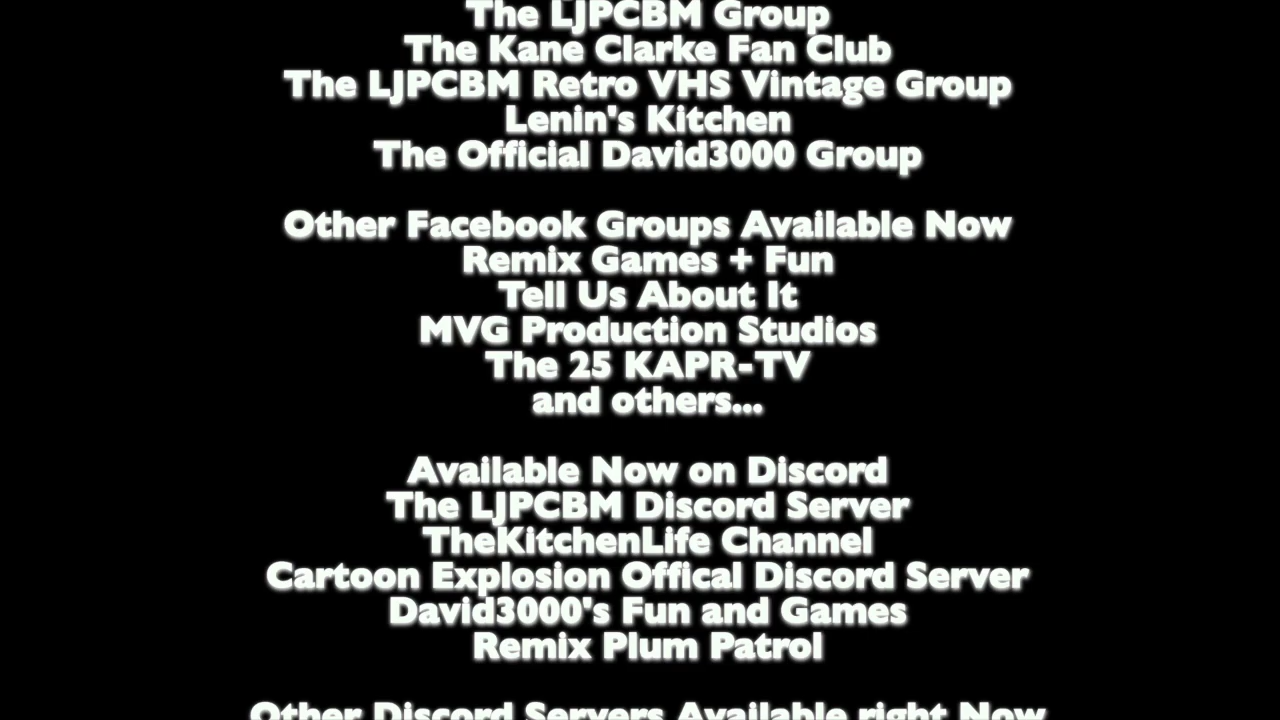 The LJPCBM Group
The Kane Clarke Fan Club
The LJPCBM Retro VHS Vintage Group
Lenin's Kitchen
The Official David3000 Group
Other Facebook Groups Available Now
Remix Games + Fun
Tell Us About It
MVG Production Studios
The 25 KAPR-TV
and others...
Available Now on Discord
The LJPCBM Discord Server
TheKitchenLife Channel
Cartoon Explosion Offical Discord Server
David3000's Fun and Games
Remix Plum Patrol
Other Discord Servers Available right Now